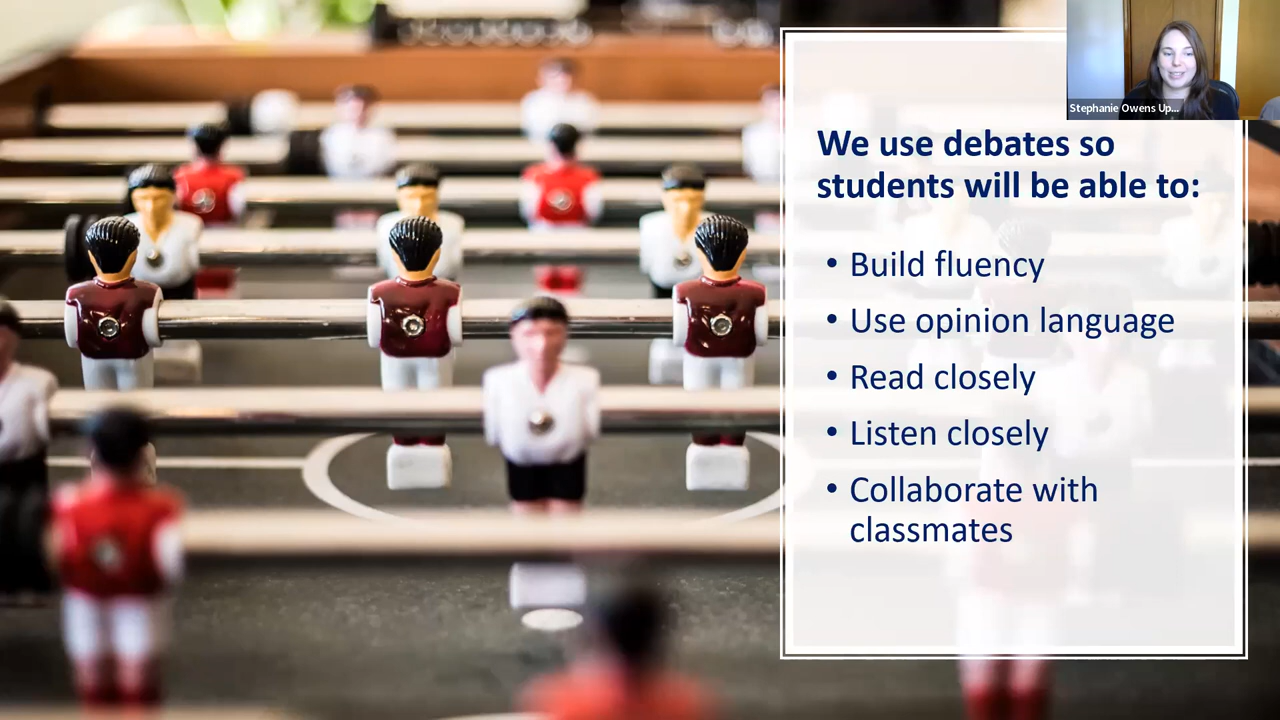 Stephanie Owens Up...
We use debates so
students will be able to:
• Build fluency
• Use opinion language
• Read closely
• Listen closely
• Collaborate with
classmates